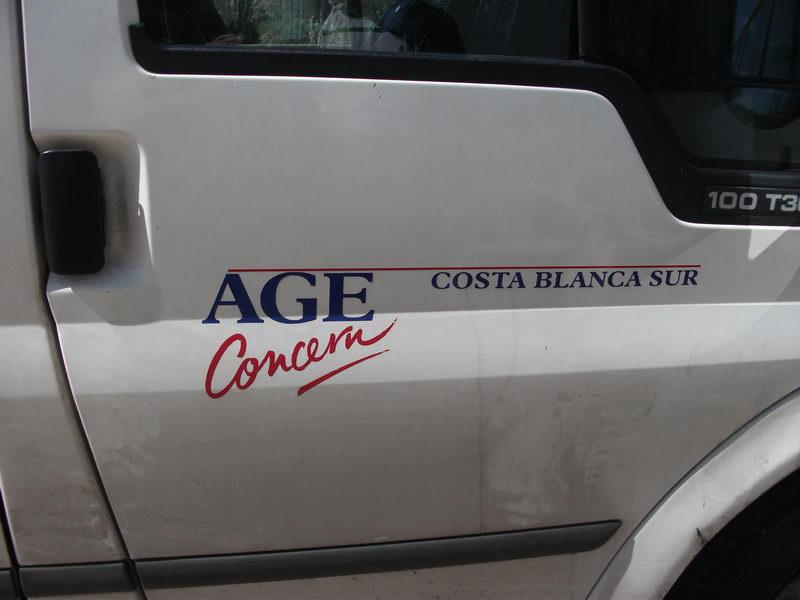 100 T3
AGE
COSTA BLANCA SUR
Concern